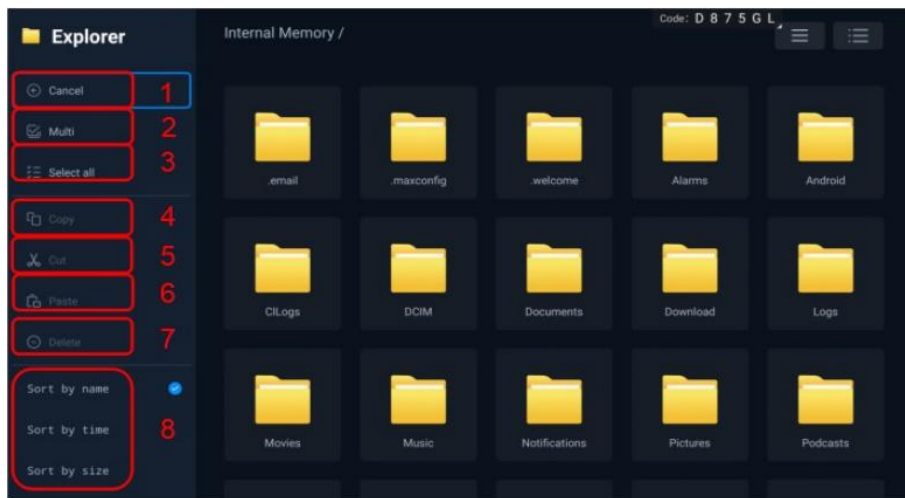 Explorer
Internal Memory /
Code: D 8 7 5 G L
Cancel 1
Multi 2
Select all 3
Copy 4
Cut 5
Paste 6
Delete 7
Sort by name
Sort by time 8
Sort by size
.email .maxconfig .welcome Alarms Android
CILogs DCIM Documents Download Logs
Movies Music Notifications Pictures Podcasts